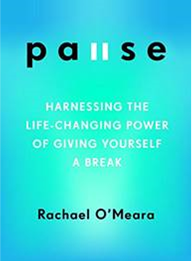 pause
HARNESSING THE
LIFE-CHANGING POWER
OF GIVING YOURSELF
A BREAK
Rachael O'Meara